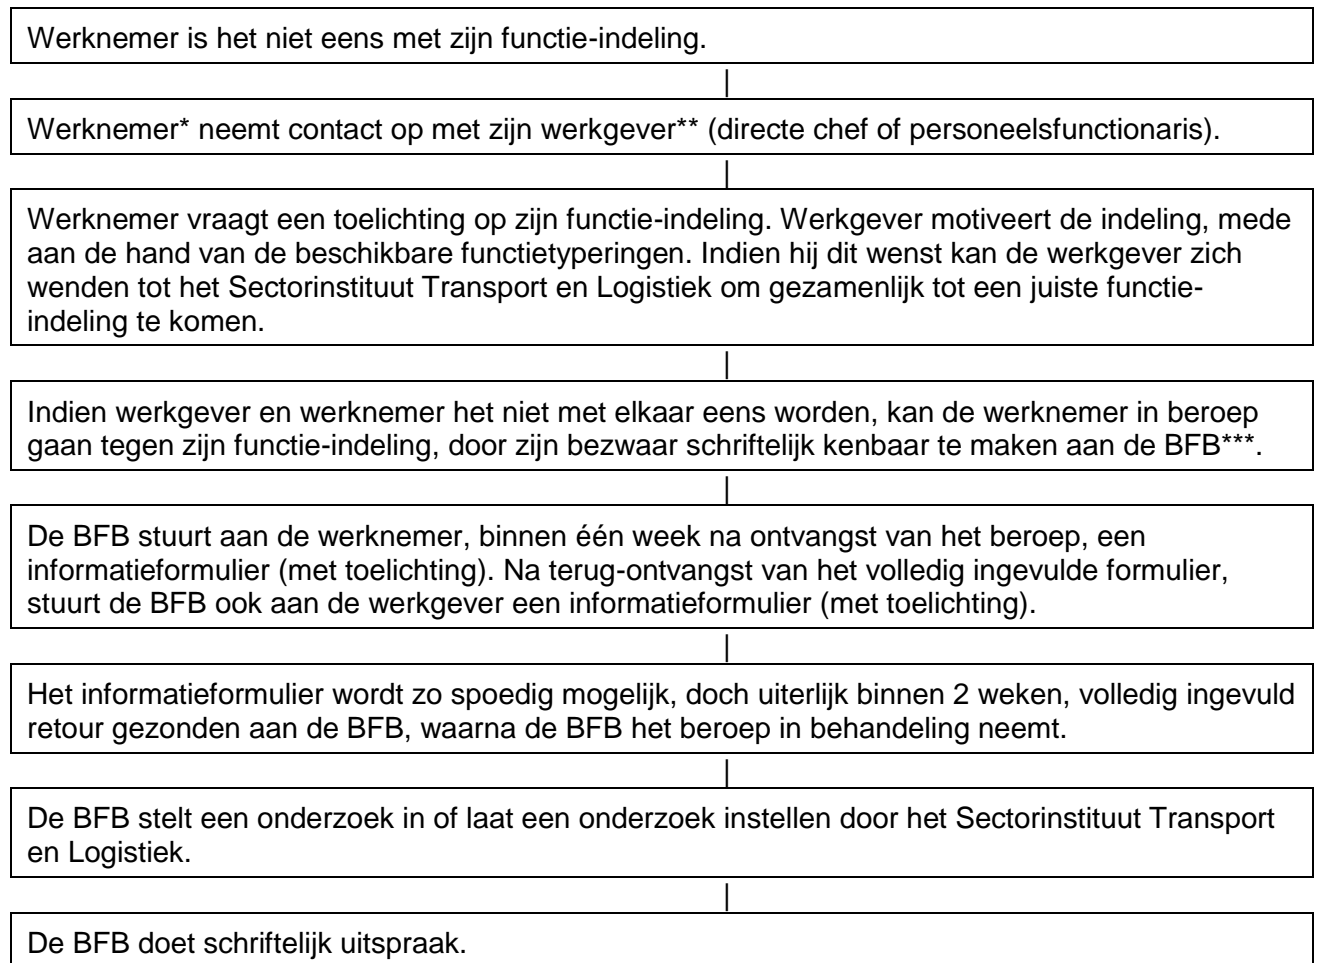 Werknemer is het niet eens met zijn functie-indeling.
Werknemer* neemt contact op met zijn werkgever** (directe chef of personeelsfunctionaris).
Werknemer vraagt een toelichting op zijn functie-indeling. Werkgever motiveert de indeling, mede
aan de hand van de beschikbare functietyperingen. Indien hij dit wenst kan de werkgever zich
wenden tot het Sectorinstituut Transport en Logistiek om gezamenlijk tot een juiste functie-
indeling te komen.
Indien werkgever en werknemer het niet met elkaar eens worden, kan de werknemer in beroep
gaan tegen zijn functie-indeling, door zijn bezwaar schriftelijk kenbaar te maken aan de BFB***.
De BFB stuurt aan de werknemer, binnen één week na ontvangst van het beroep, een
informatieformulier (met toelichting). Na terug-ontvangst van het volledig ingevulde formulier,
stuurt de BFB ook aan de werkgever een informatieformulier (met toelichting).
Het informatieformulier wordt zo spoedig mogelijk, doch uiterlijk binnen 2 weken, volledig ingevuld
retour gezonden aan de BFB, waarna de BFB het beroep in behandeling neemt.
De BFB stelt een onderzoek in of laat een onderzoek instellen door het Sectorinstituut Transport
en Logistiek.
De BFB doet schriftelijk uitspraak.